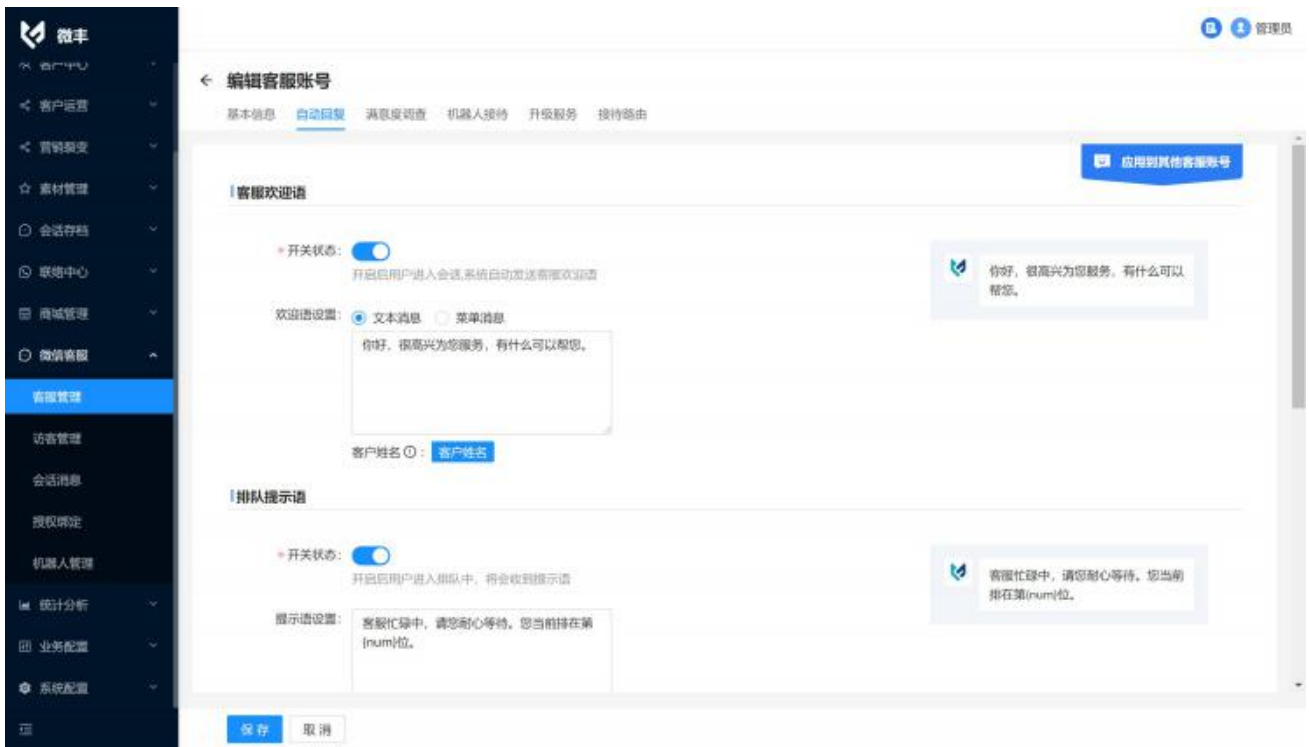 微丰
管理员
客户中心
客户运营
营销裂变
素材管理
会话存档
联络中心
商城管理
微信客服
客服管理
访客管理
会话消息
授权绑定
机器人管理
统计分析
业务配置
系统配置
编辑客服账号
基本信息 自动回复 满意度调查 机器人接待 升级服务 接待路由
应用到其他客服账号
客服欢迎语
* 开关状态:
开启后用户进入会话,系统自动发送客服欢迎语
欢迎语设置: 文本消息 菜单消息
你好，很高兴为您服务，有什么可以帮您。
客户姓名 : 客户姓名
你好，很高兴为您服务，有什么可以
帮您。
排队提示语
* 开关状态:
开启后用户进入排队中，将会收到提示语
提示语设置:
客服忙碌中，请您耐心等待。您当前排在第
{num}位。
客服忙碌中，请您耐心等待。您当前
排在第{num}位。
保存 取消